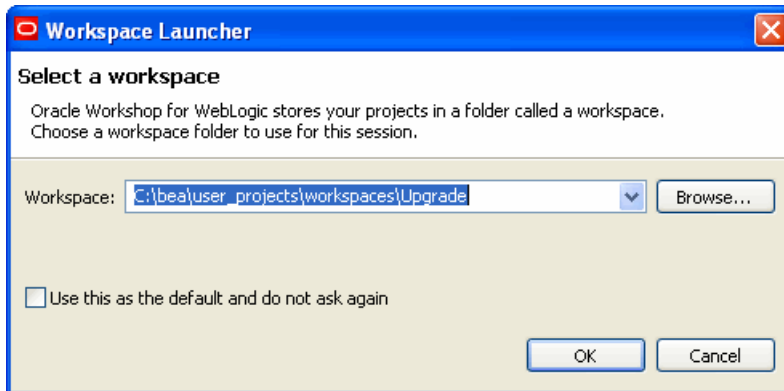 Workspace Launcher
Select a workspace
Oracle Workshop for WebLogic stores your projects in a folder called a workspace.
Choose a workspace folder to use for this session.
Workspace: C:\bea\user_projects\workspaces\Upgrade Browse...
Use this as the default and do not ask again
OK Cancel